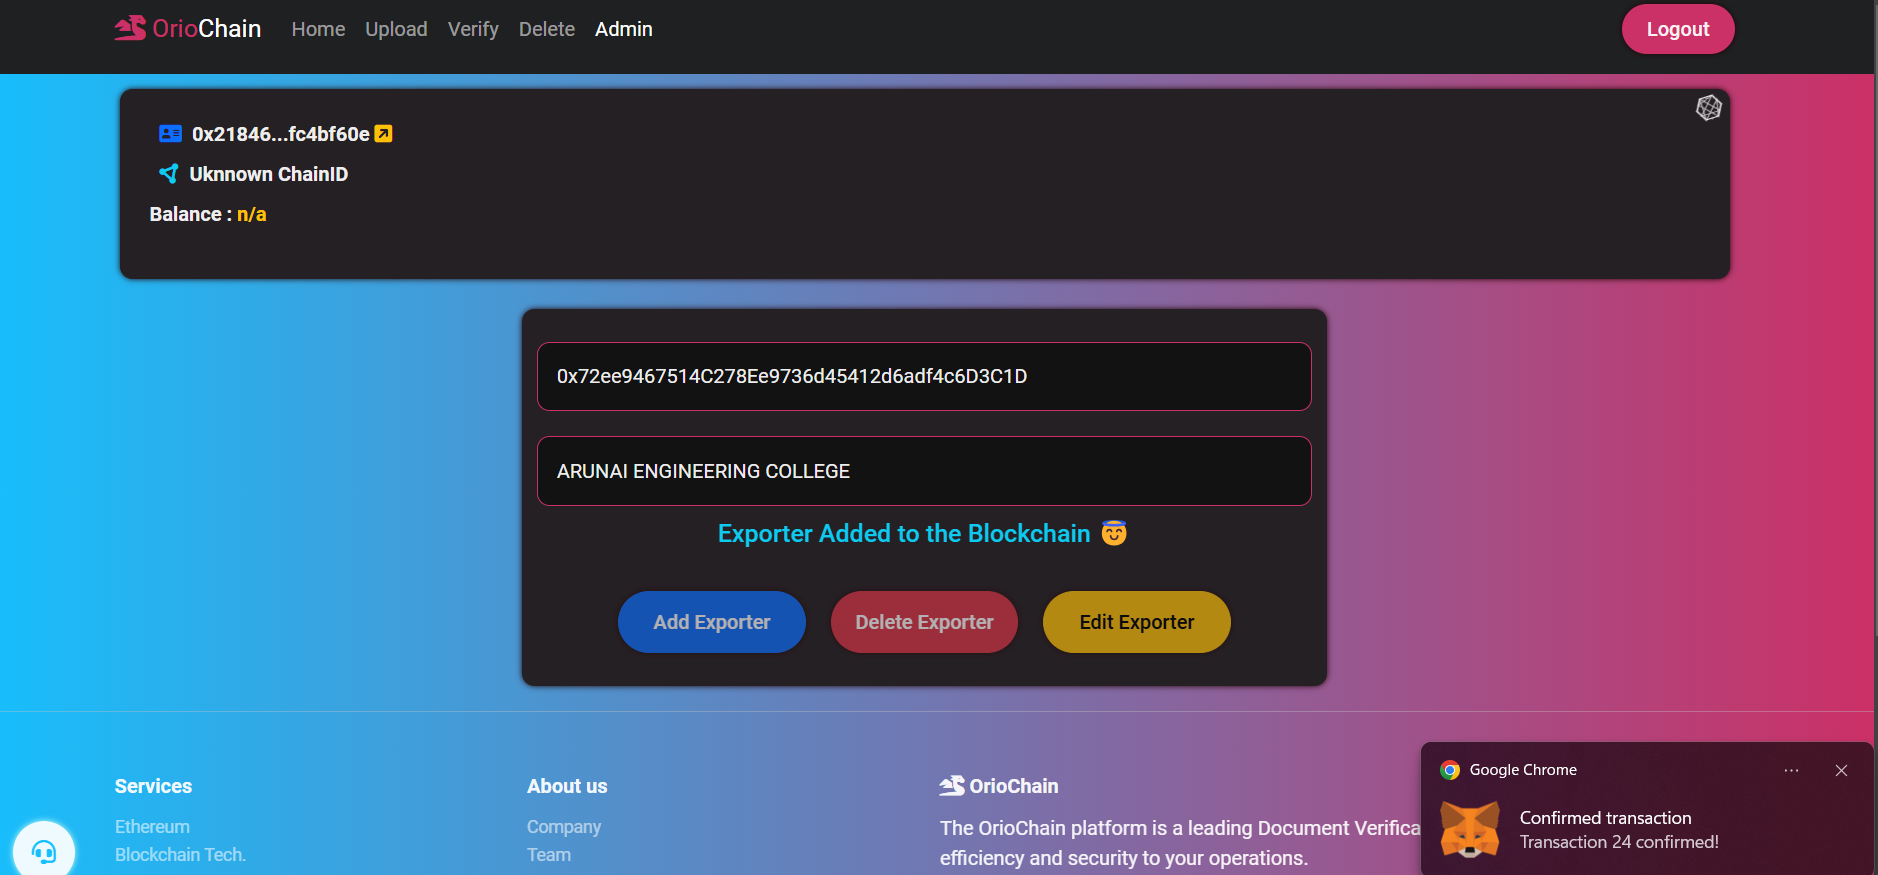 OrioChain Home Upload Verify Delete Admin Logout
0x21846...fc4bf60e
Uknnown ChainID
Balance : n/a
0x72ee9467514C278Ee9736d45412d6adf4c6D3C1D
ARUNAI ENGINEERING COLLEGE
Exporter Added to the Blockchain 😇
Add Exporter Delete Exporter Edit Exporter
Services
Ethereum
Blockchain Tech.
About us
Company
Team
OrioChain
The OrioChain platform is a leading Document Verifica
efficiency and security to your operations.
Google Chrome
Confirmed transaction
Transaction 24 confirmed!